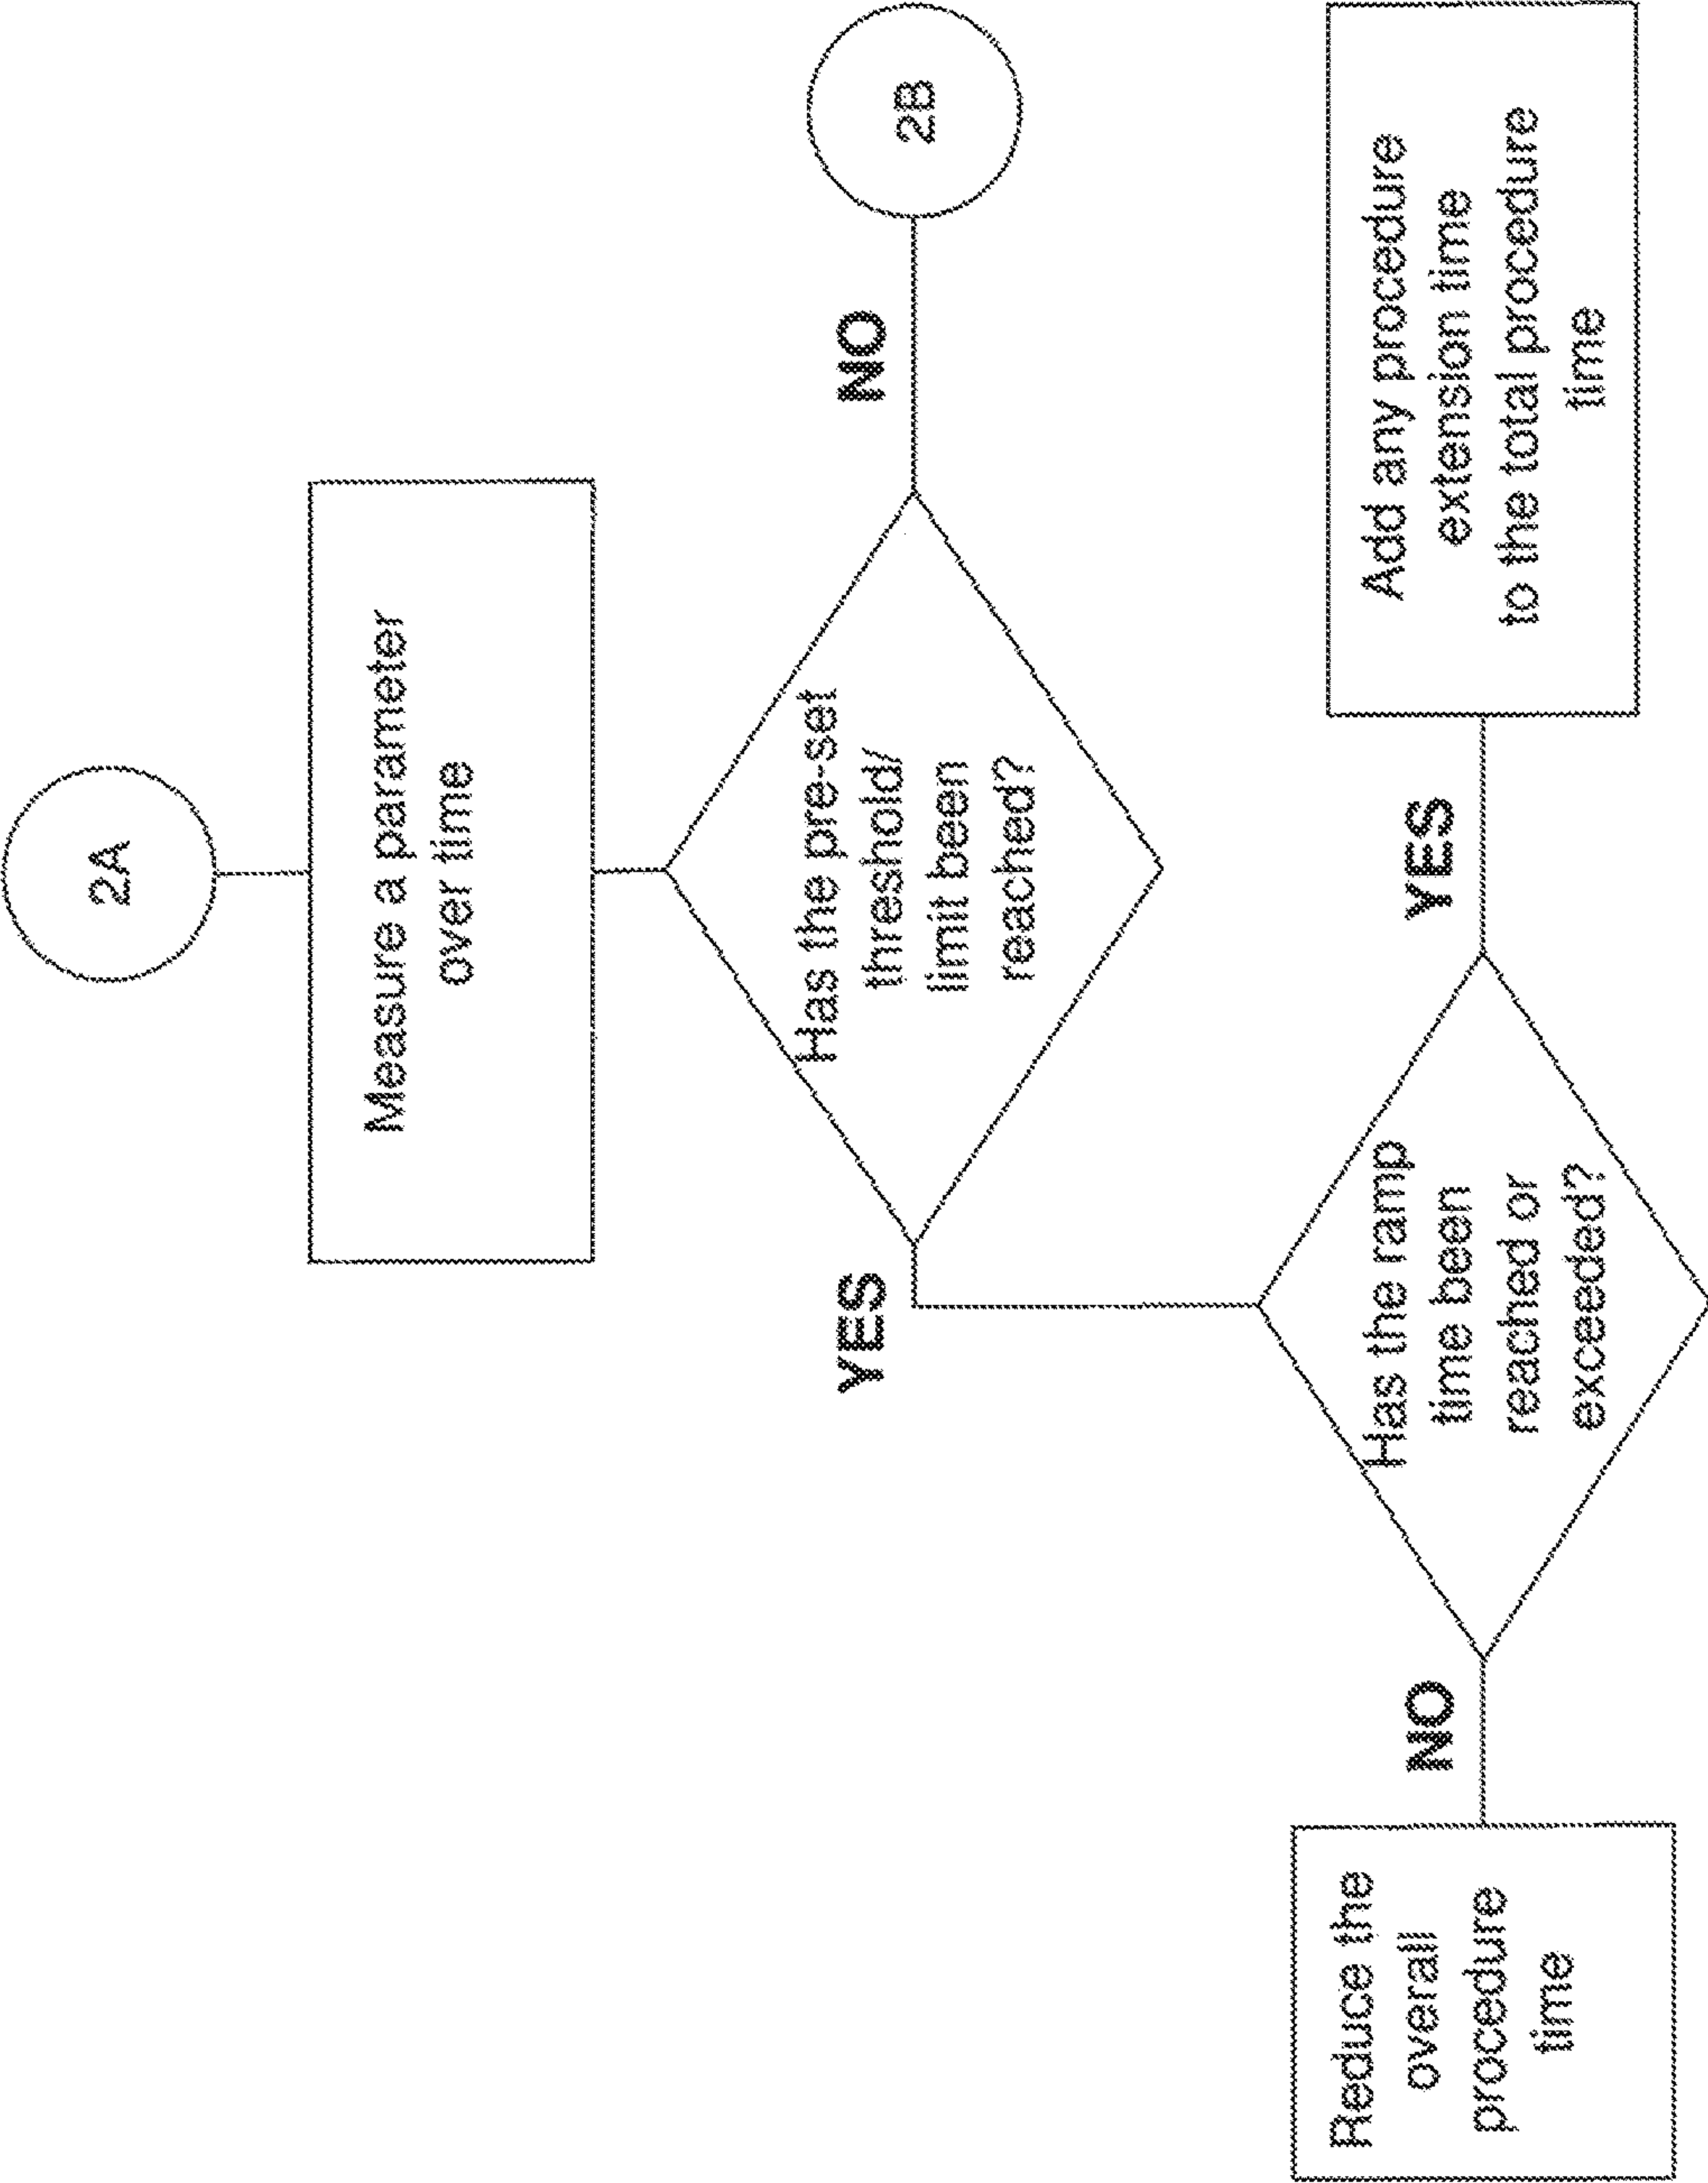 2A
Measure a parameter
over time
Has the pre-set
threshold/
limit been
reached?
YES
NO
2B
Has the ramp
time been
reached or
exceeded?
NO
YES
Reduce the
overall
procedure
time
Add any procedure
extension time
to the total procedure
time